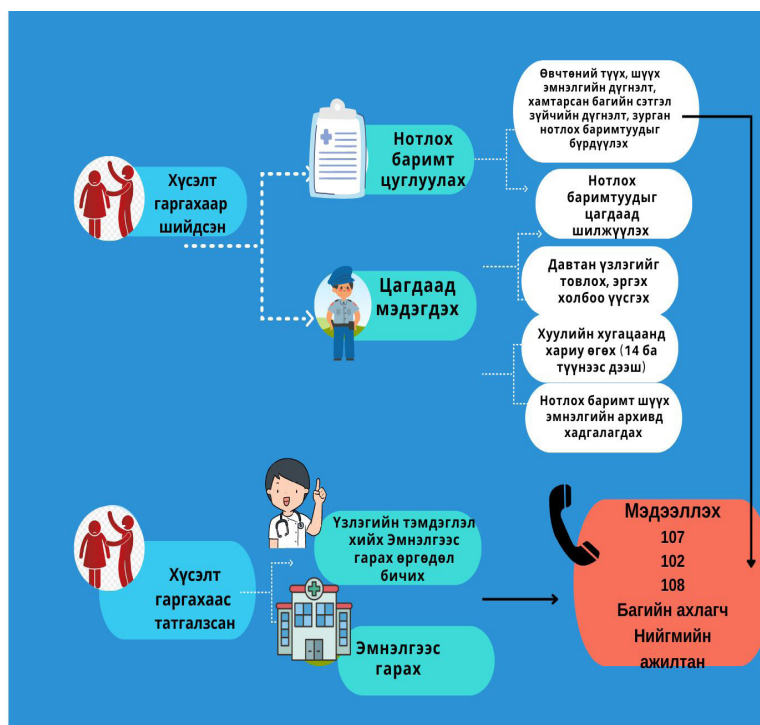 Өвчтөний түүх, шүүх
эмнэлгийн дүгнэлт,
хамтарсан багийн сэтгэл
зүйчийн дүгнэлт, зурган
нотлох баримтуудыг
бүрдүүлэх
Хүсэлт
гаргахаар
шийдсэн
Нотлох
баримт
цуглуулах
Нотлох
баримтуудыг
цагдаад
шилжүүлэх
Цагдаад
мэдэгдэх
Давтан үзлэгийг
товлох, эргэх
холбоо үүсгэх
Хуулийн хугацаанд
хариу өгөх (14 ба
түүнээс дээш)
Нотлох баримт шүүх
эмнэлгийн архивд
хадгалагдах
Хүсэлт
гаргахаас
татгалзсан
Үзлэгийн тэмдэглэл
хийх Эмнэлгээс
гарах өргөдөл
бичих
Эмнэлгээс
гарах
Мэдээллэх
107
102
108
Багийн ахлагч
Нийгмийн
ажилтан